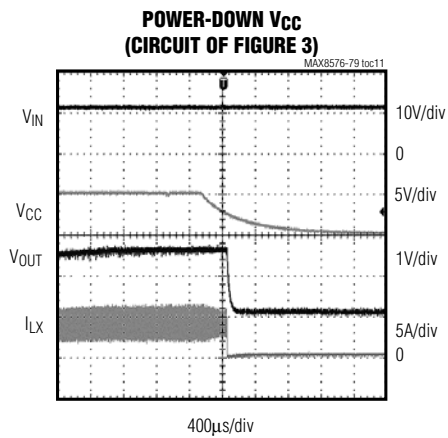 POWER-DOWN VCC
(CIRCUIT OF FIGURE 3)
MAX8576-79 toc11
VIN
10V/div
0
5V/div
VCC
VOUT
1V/div
ILX
5A/div
0
400μs/div